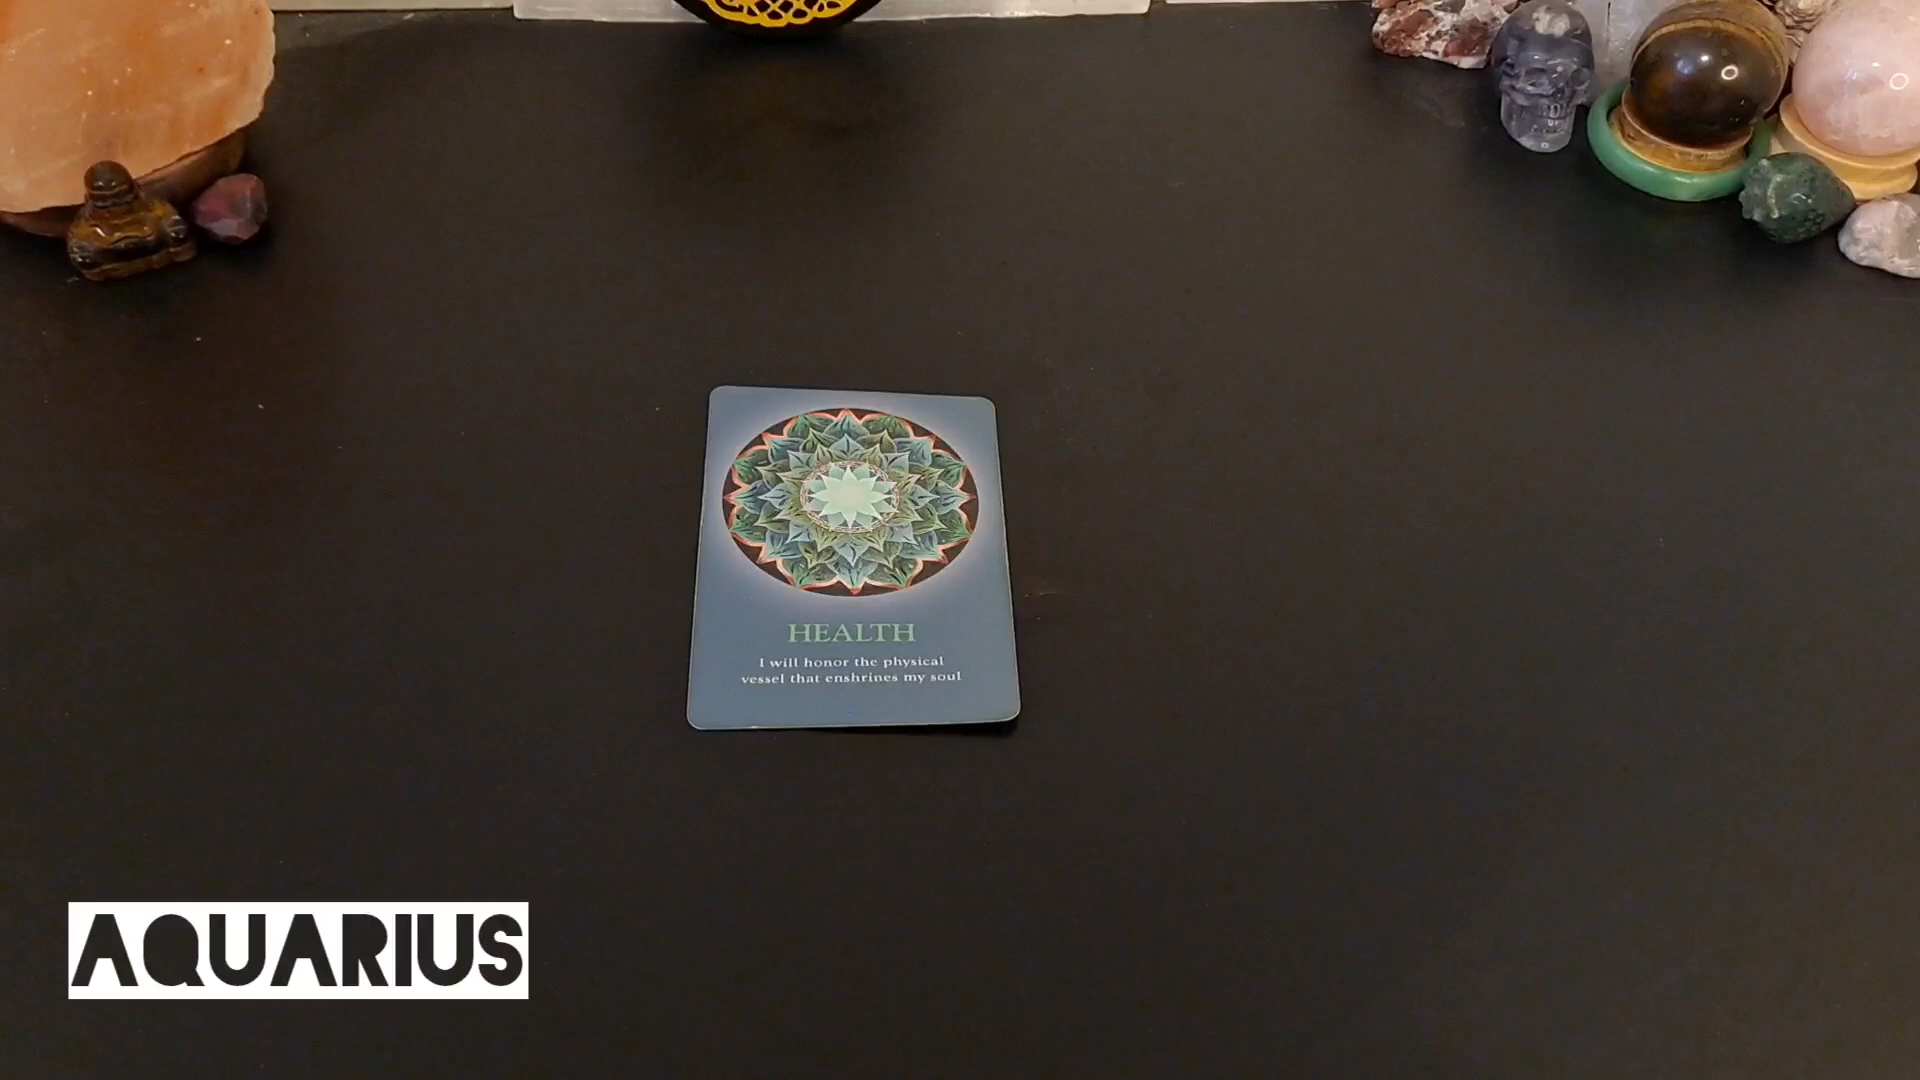 HEALTH
I will honor the physical
vessel that enshrines my soul
AQUARIUS